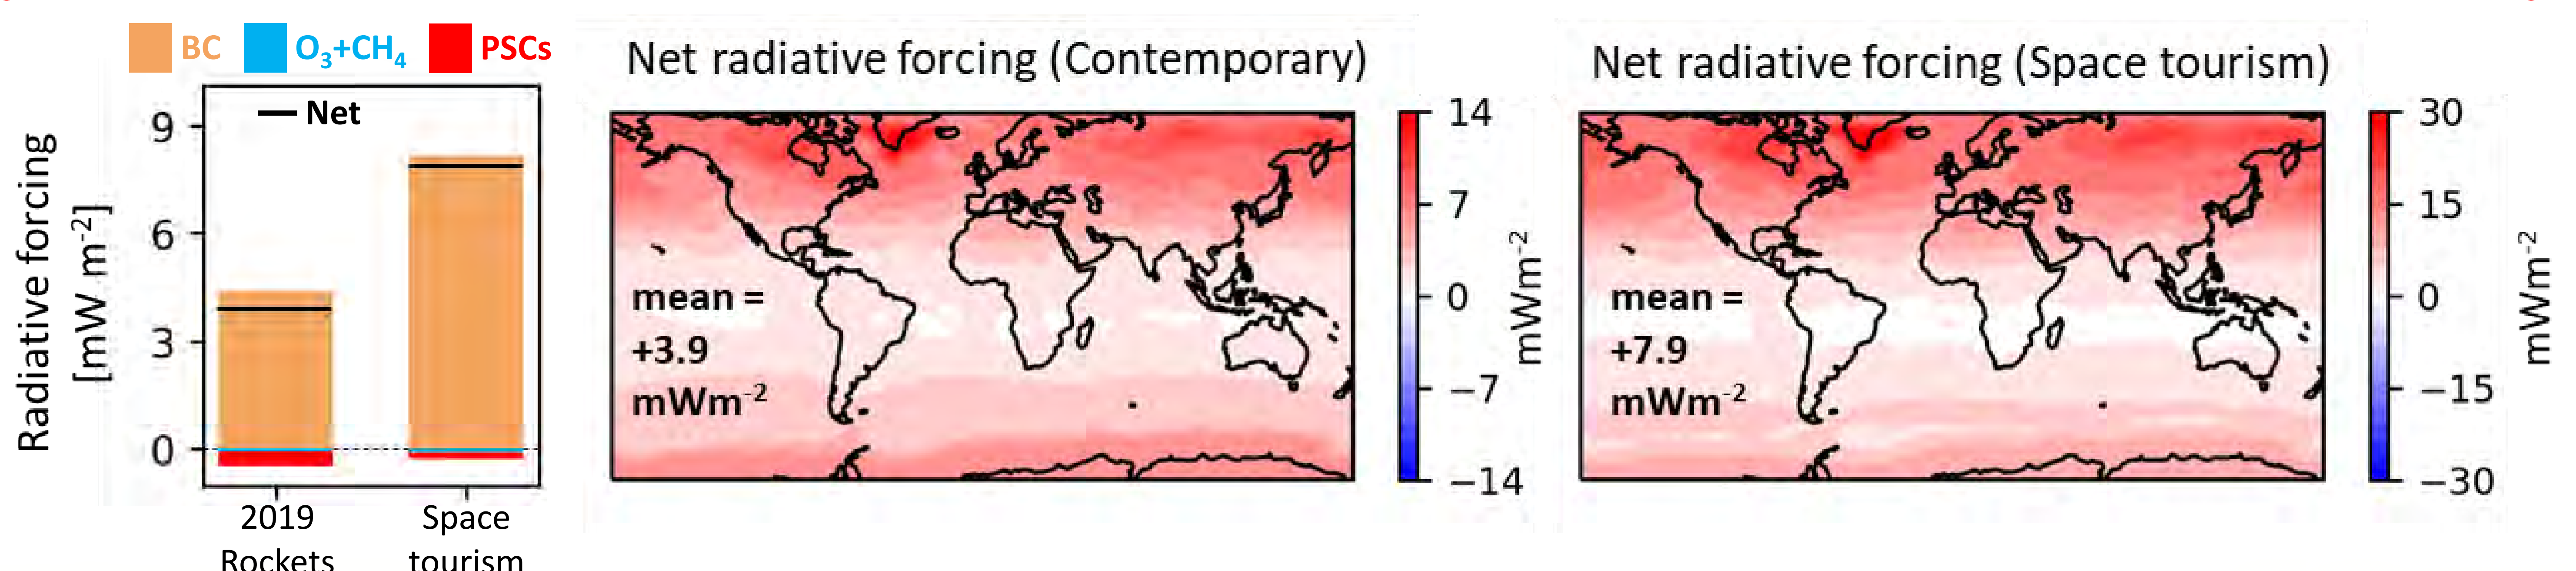 BC O₃+CH₄ PSCs
Net
Radiative forcing
[mW m⁻²]
9
6
3
0
2019
Rockets
Space
tourism
Net radiative forcing (Contemporary)
mean =
+3.9
mWm⁻²
14
7
0
−7
−14
mWm⁻²
Net radiative forcing (Space tourism)
mean =
+7.9
mWm⁻²
30
15
0
−15
−30
mWm⁻²